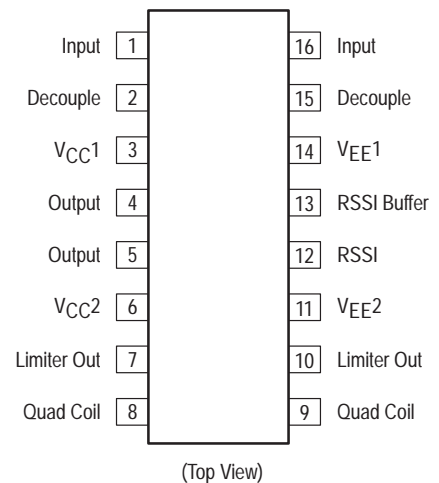 Input 1 16 Input
Decouple 2 15 Decouple
VCC1 3 14 VEE1
Output 4 13 RSSI Buffer
Output 5 12 RSSI
VCC2 6 11 VEE2
Limiter Out 7 10 Limiter Out
Quad Coil 8 9 Quad Coil
(Top View)